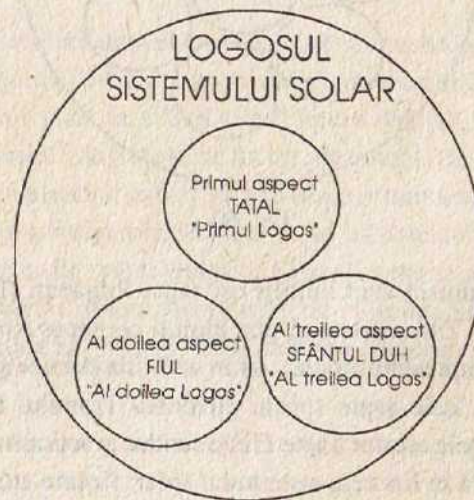 LOGOSUL
SISTEMULUI SOLAR
Primul aspect
TATAL
"Primul Logos"
Al doilea aspect
FIUL
"Al doilea Logos"
Al treilea aspect
SFÂNTUL DUH
"AL treilea Logos"